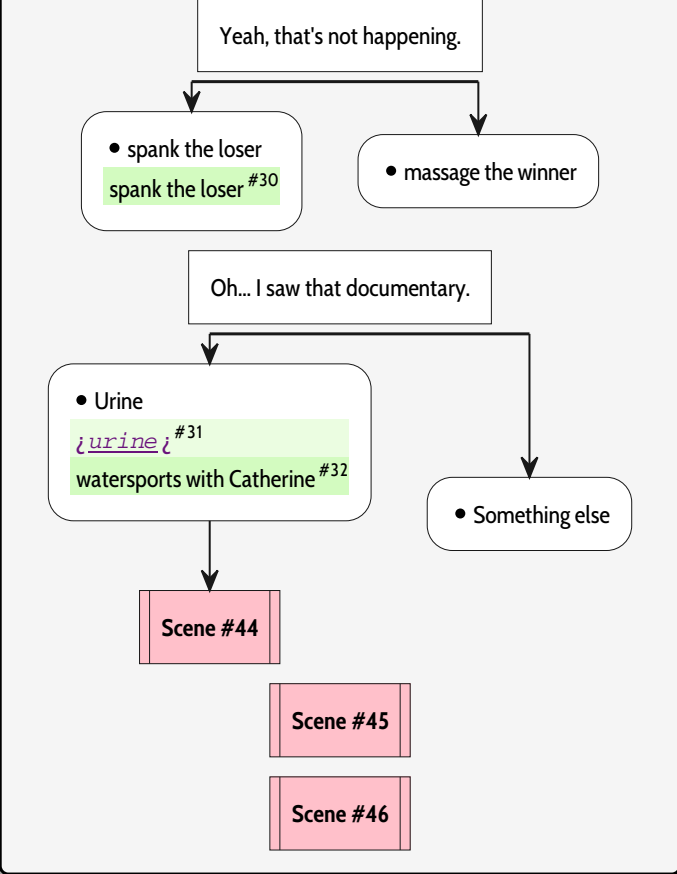 Yeah, that's not happening.
• spank the loser
spank the loser #30
• massage the winner
Oh... I saw that documentary.
• Urine
¿urine¿ #31
watersports with Catherine #32
• Something else
Scene #44
Scene #45
Scene #46